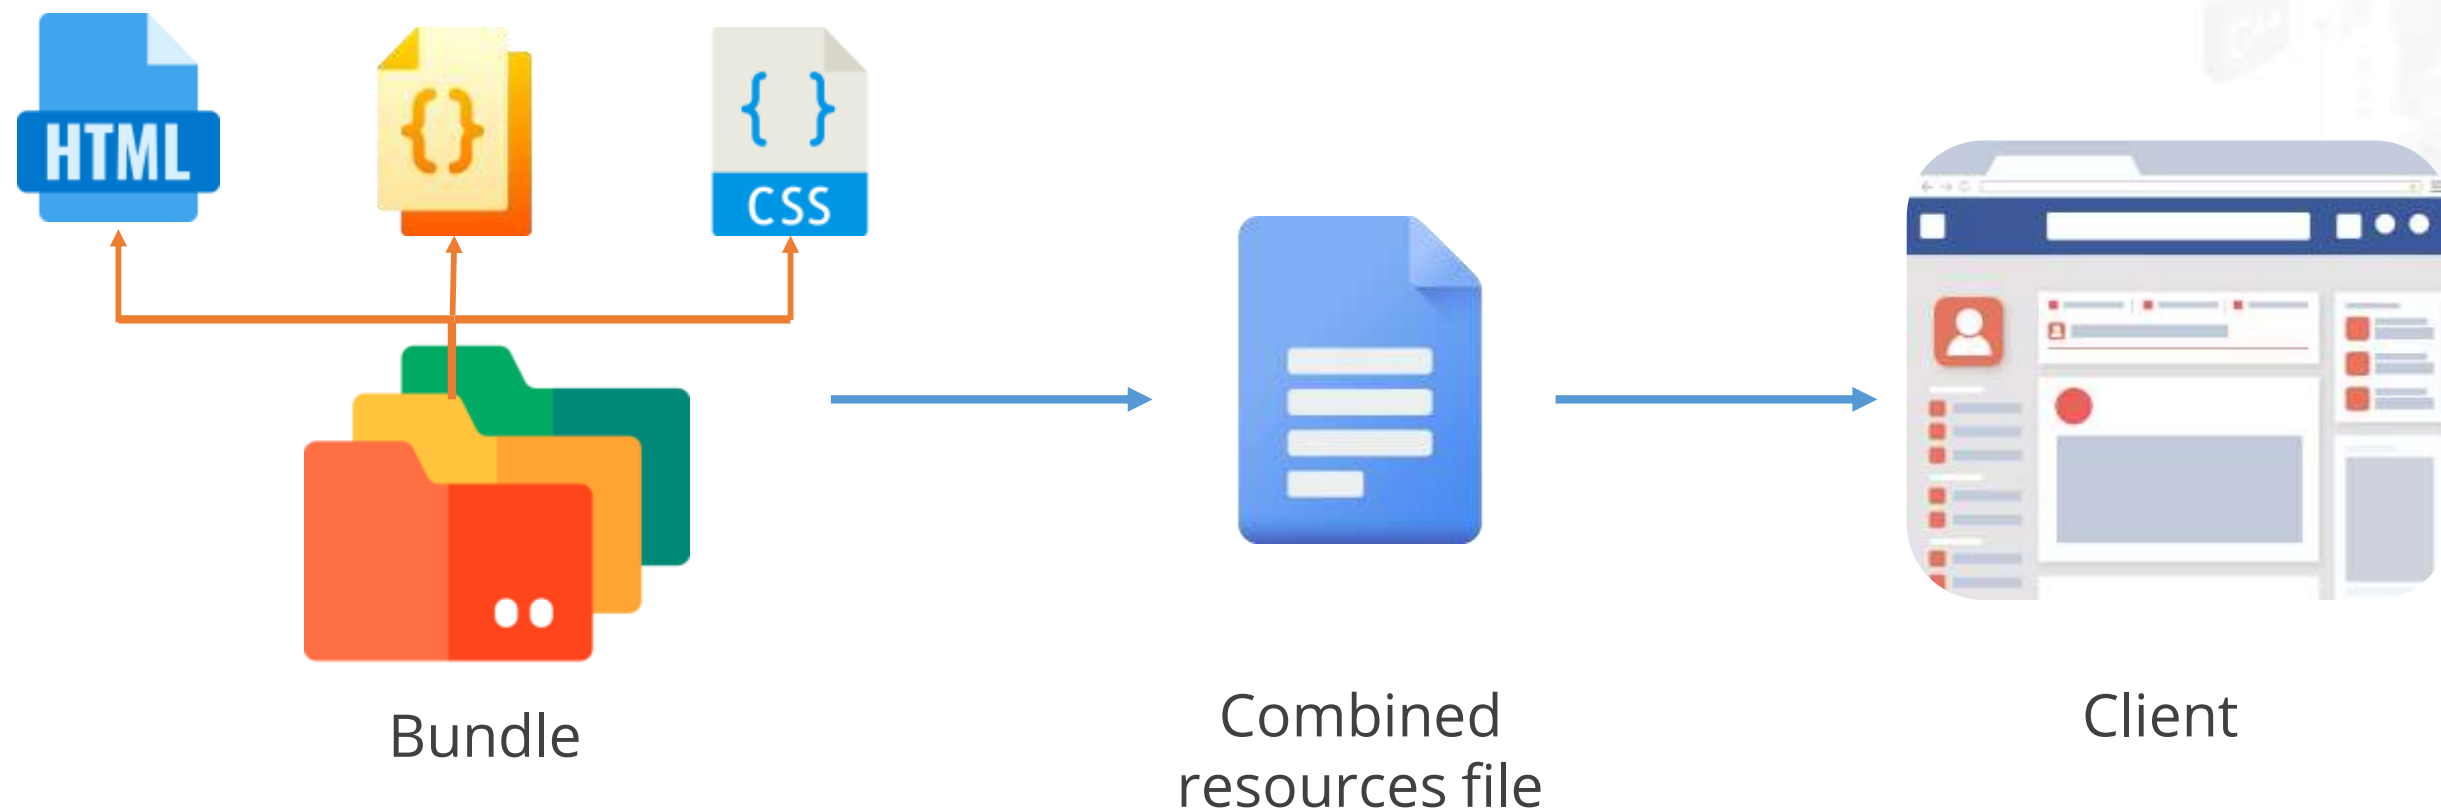 HTML
{}
{ }
CSS
Bundle
Combined
resources file
Client